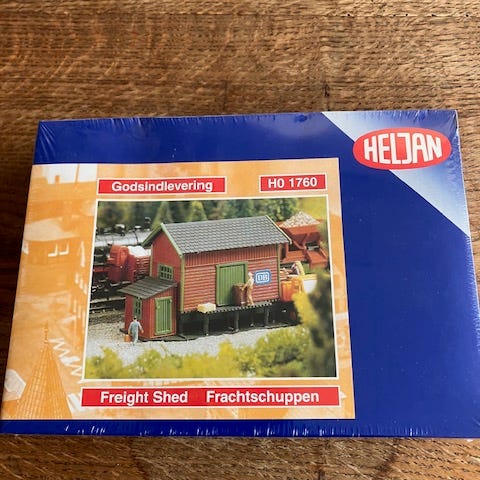 HELJAN
Godsindlevering
H0 1760
DB
Freight Shed Frachtschuppen